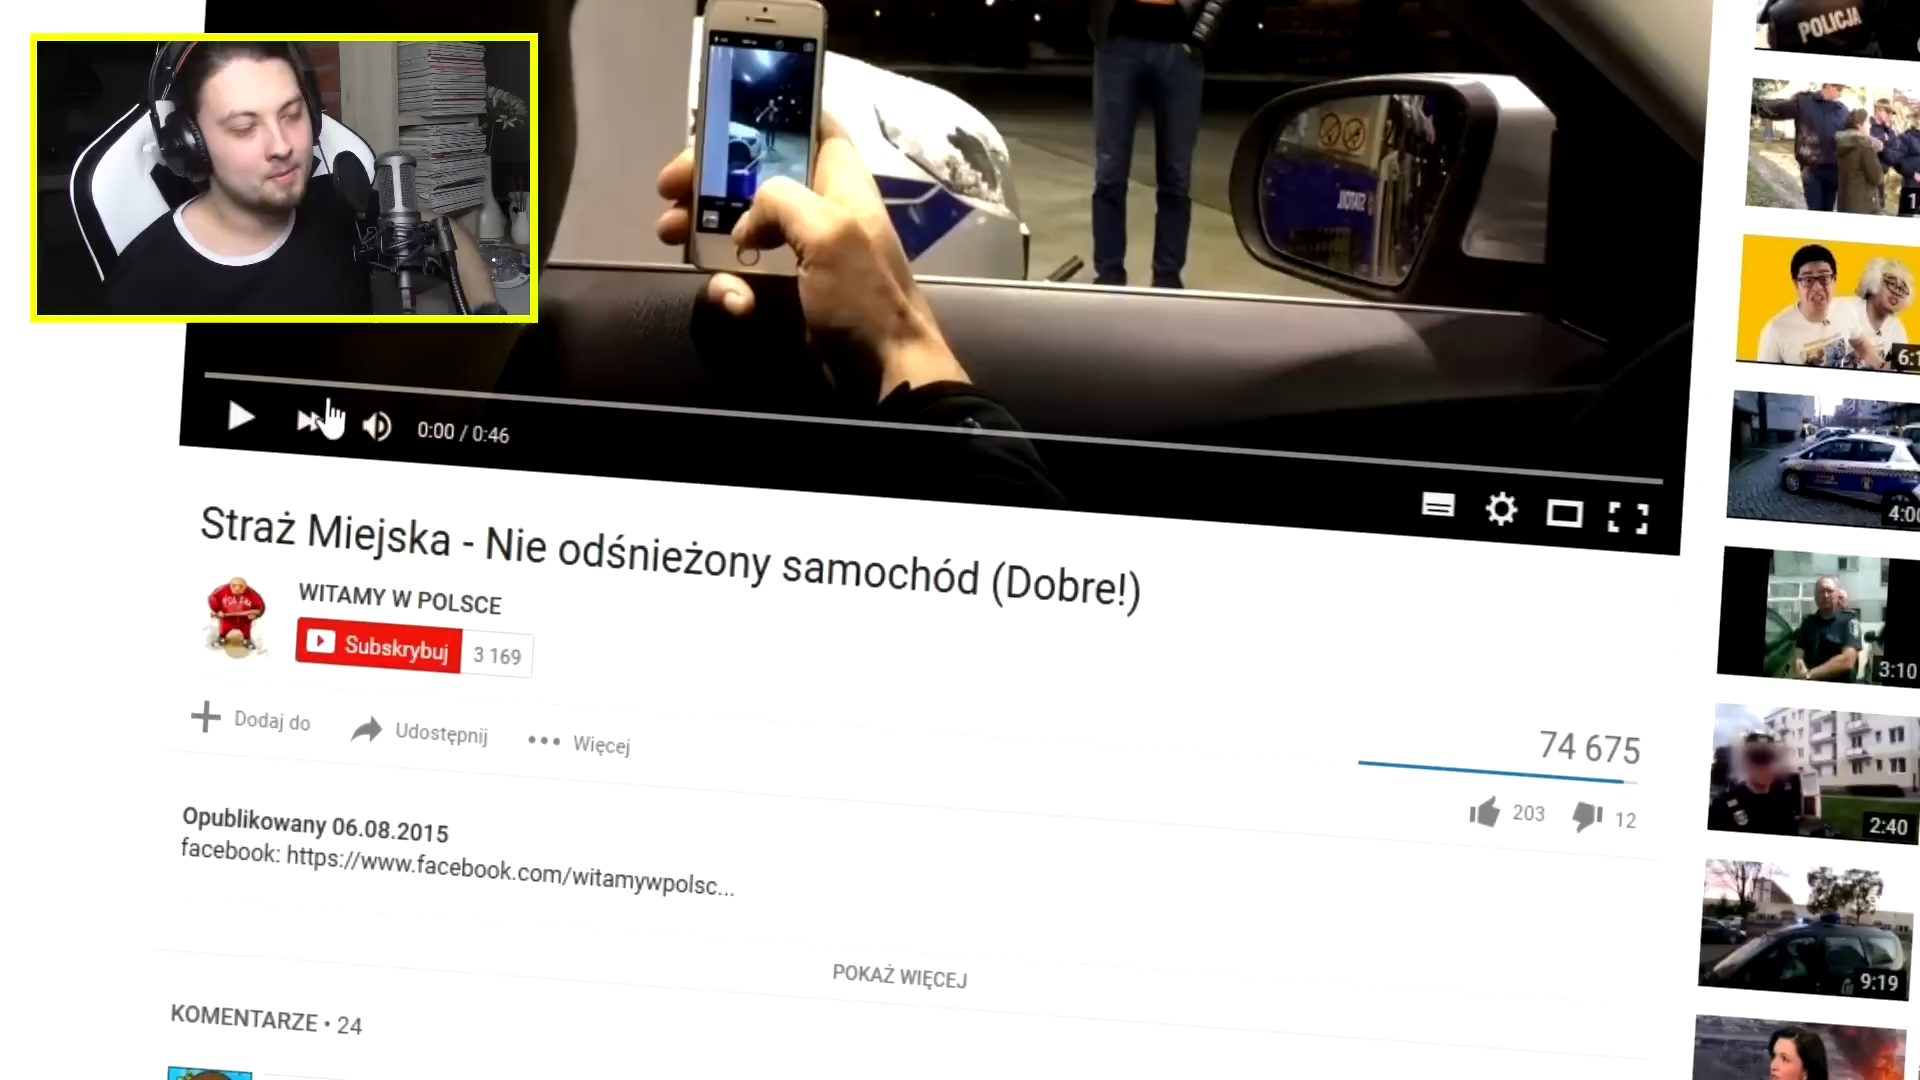 POLICJA
0:00 / 0:46
Straż Miejska - Nie odśnieżony samochód (Dobre!)
WITAMY W POLSCE
Subskrybuj 3 169
Dodaj do Udostępnij Więcej
74 675
203 12
Opublikowany 06.08.2015
facebook: https://www.facebook.com/witamywpolsc...
POKAŻ WIĘCEJ
KOMENTARZE • 24
4:00
3:10
2:40
9:19